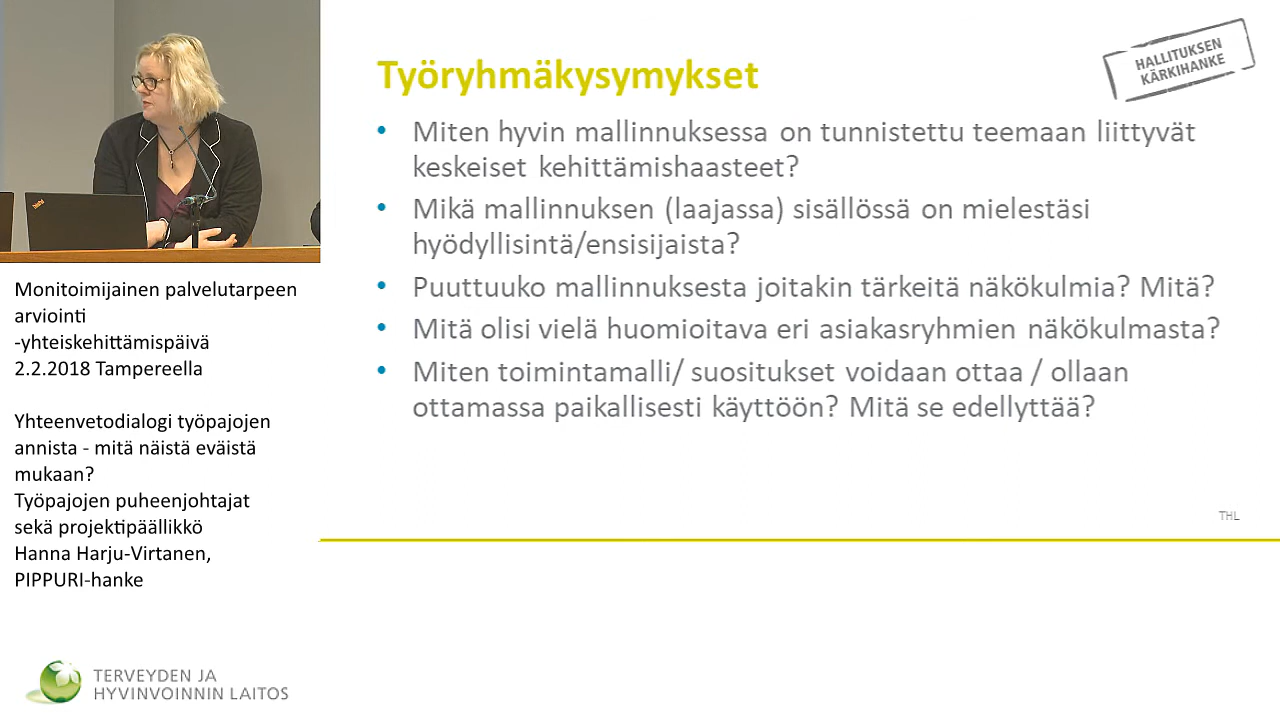 Työryhmäkysymykset
HALLITUKSEN
KÄRKIHANKE
• Miten hyvin mallinnuksessa on tunnistettu teemaan liittyvät
keskeiset kehittämishaasteet?
• Mikä mallinnuksen (laajassa) sisällössä on mielestäsi
hyödyllisintä/ensisijaista?
• Puuttuuko mallinnuksesta joitakin tärkeitä näkökulmia? Mitä?
• Mitä olisi vielä huomioitava eri asiakasryhmien näkökulmasta?
• Miten toimintamalli/ suositukset voidaan ottaa / ollaan
ottamassa paikallisesti käyttöön? Mitä se edellyttää?
THL
Monitoimijainen palvelutarpeen
arviointi
-yhteiskehittämispäivä
2.2.2018 Tampereella
Yhteenvetodialogi työpajojen
annista - mitä näistä eväistä
mukaan?
Työpajojen puheenjohtajat
sekä projektipäällikkö
Hanna Harju-Virtanen,
PIPPURI-hanke
TERVEYDEN JA
HYVINVOINNIN LAITOS